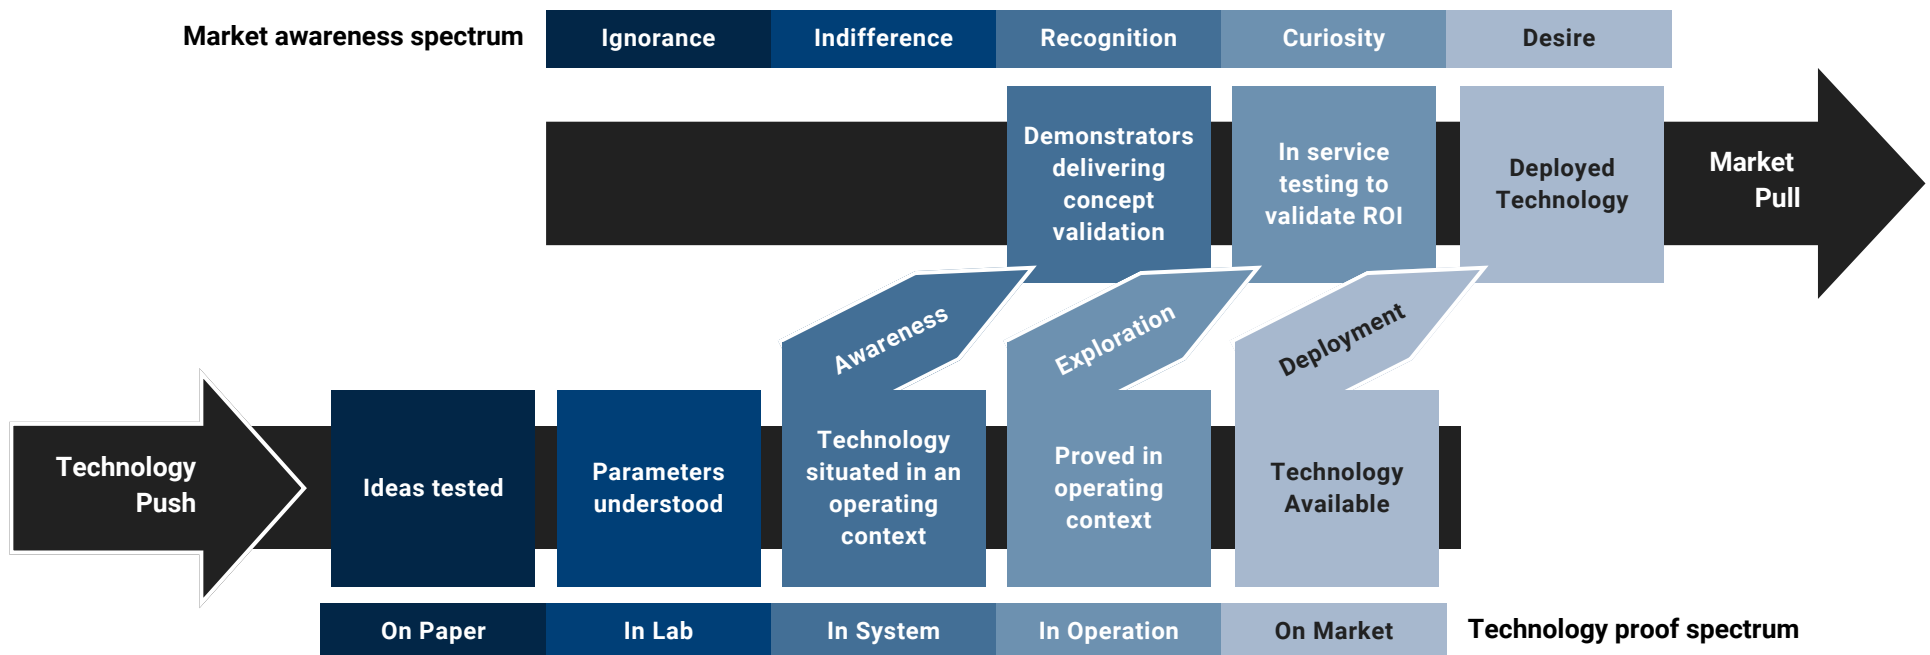 Market awareness spectrum
Ignorance
Indifference
Recognition
Curiosity
Desire
Demonstrators
delivering
concept
validation
In service
testing to
validate ROI
Deployed
Technology
Market
Pull
Awareness
Exploration
Deployment
Technology
Push
Ideas tested
Parameters
understood
Technology
situated in an
operating
context
Proved in
operating
context
Technology
Available
On Paper
In Lab
In System
In Operation
On Market
Technology proof spectrum